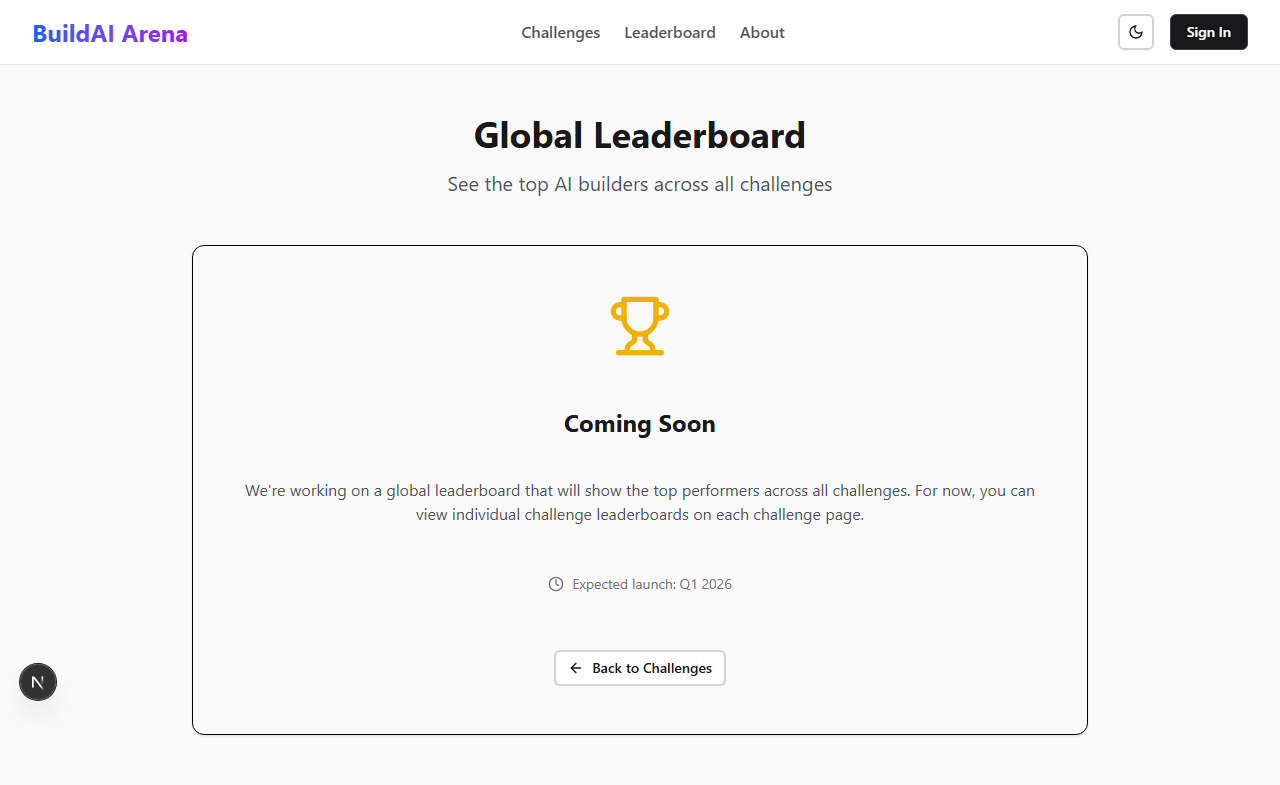 BuildAI Arena
Challenges
Leaderboard
About
Sign In
Global Leaderboard
See the top AI builders across all challenges
Coming Soon
We're working on a global leaderboard that will show the top performers across all challenges. For now, you can
view individual challenge leaderboards on each challenge page.
Expected launch: Q1 2026
Back to Challenges
N